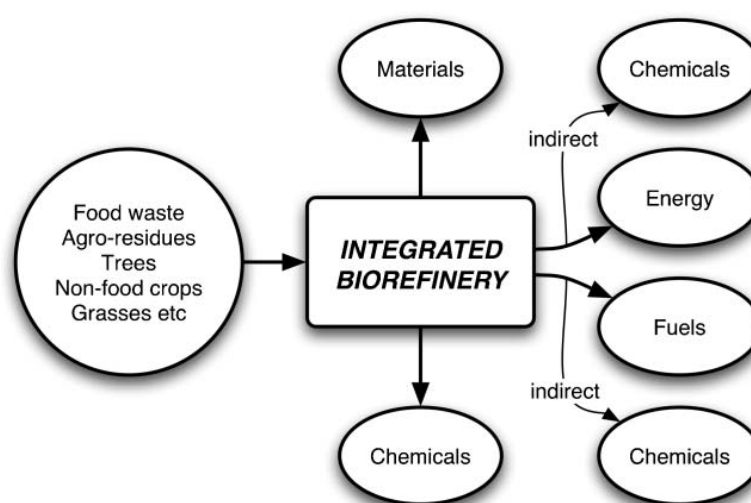 Materials
Chemicals
indirect
Food waste
Agro-residues
Trees
Non-food crops
Grasses etc
INTEGRATED
BIOREFINERY
Energy
Fuels
indirect
Chemicals
Chemicals